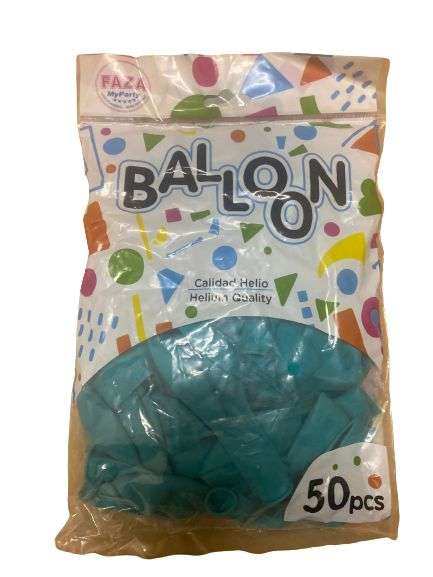 FAZA
MyParty
BALLOON
Calidad Helio
Helium Quality
50pcs